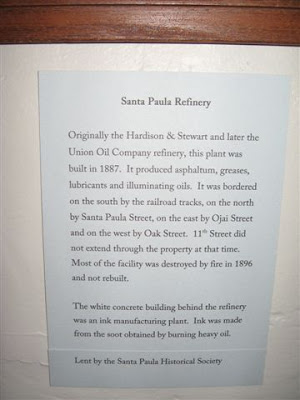 Santa Paula Refinery
Originally the Hardison & Stewart and later the
Union Oil Company refinery, this plant was
built in 1887. It produced asphaltum, greases,
lubricants and illuminating oils. It was bordered
on the south by the railroad tracks, on the north
by Santa Paula Street, on the east by Ojai Street
and on the west by Oak Street. 11th Street did
not extend through the property at that time.
Most of the facility was destroyed by fire in 1896
and not rebuilt.
The white concrete building behind the refinery
was an ink manufacturing plant. Ink was made
from the soot obtained by burning heavy oil.
Lent by the Santa Paula Historical Society